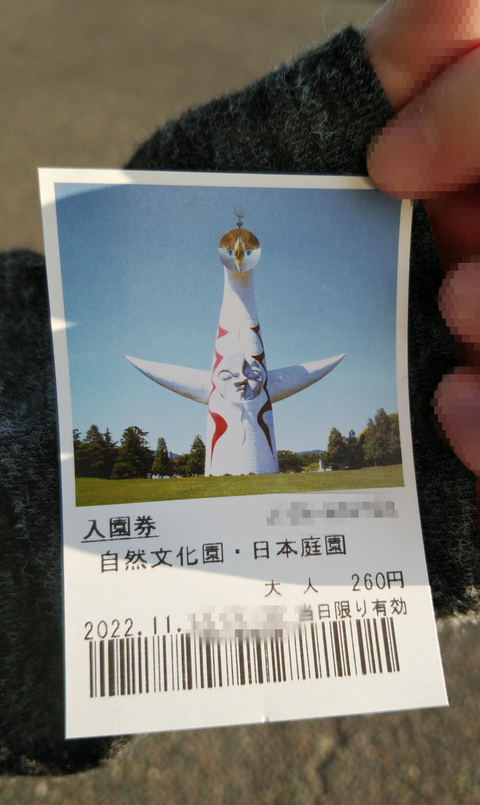 入園券
自然文化園・日本庭園
大人 260円
2022.11. 当日限り有効